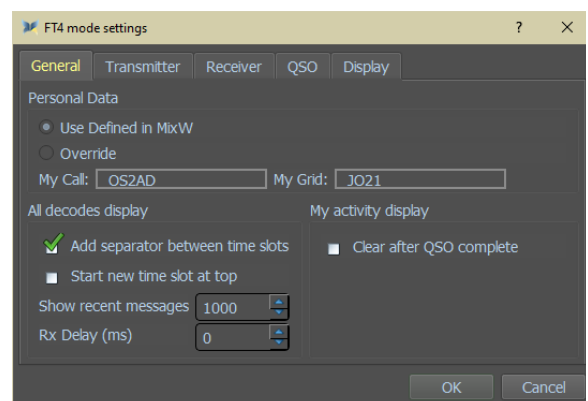 FT4 mode settings ? ×
General Transmitter Receiver QSO Display
Personal Data
Use Defined in MixW
Override
My Call: OS2AD My Grid: JO21
All decodes display My activity display
Add separator between time slots Clear after QSO complete
Start new time slot at top
Show recent messages 1000
Rx Delay (ms) 0
OK Cancel